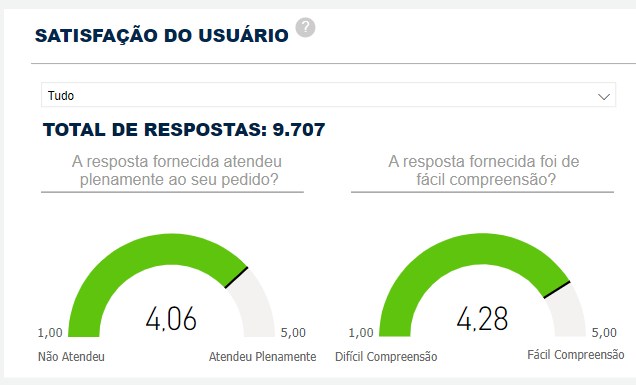 SATISFAÇÃO DO USUÁRIO ?
Tudo
TOTAL DE RESPOSTAS: 9.707
A resposta fornecida atendeu
plenamente ao seu pedido?
4,06
1,00
5,00
Não Atendeu
Atendeu Plenamente
A resposta fornecida foi de
fácil compreensão?
4,28
1,00
5,00
Difícil Compreensão
Fácil Compreensão